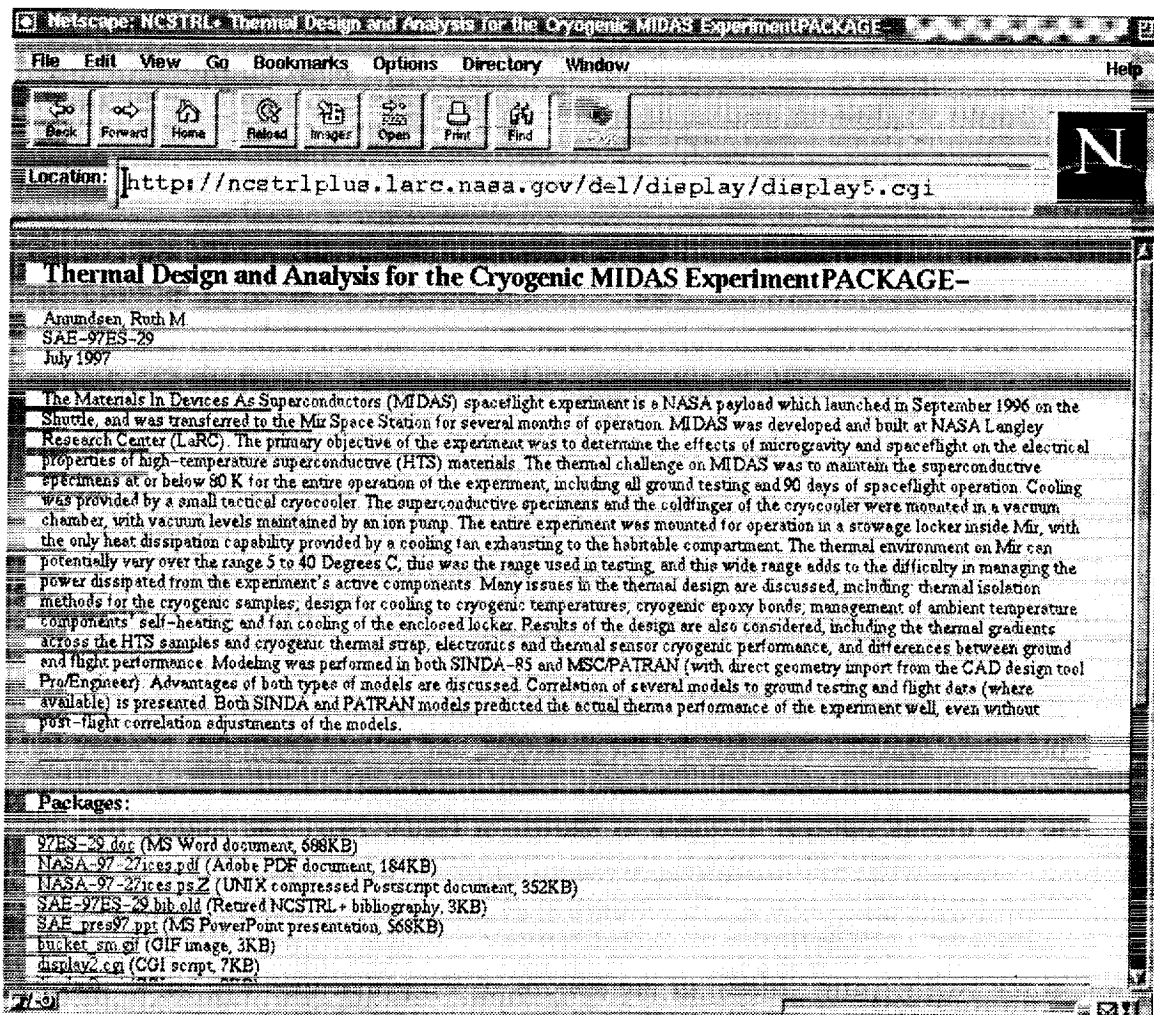 Netscape: NCSTRL+ Thermal Design and Analysis for the Cryogenic MIDAS ExperimentPACKAGE-
File Edit View Go Bookmarks Options Directory Window Help
Back Forward Home Reload Images Open Print Find
N
Location: http://ncstrlplus.larc.nasa.gov/del/display/display5.cgi
Thermal Design and Analysis for the Cryogenic MIDAS ExperimentPACKAGE-
Amundsen, Ruth M.
SAE-97ES-29
July 1997
The Materials In Devices As Superconductors (MIDAS) spaceflight experiment is a NASA payload which launched in September 1996 on the
Shuttle, and was transferred to the Mir Space Station for several months of operation. MIDAS was developed and built at NASA Langley
Research Center (LaRC). The primary objective of the experiment was to determine the effects of microgravity and spaceflight on the electrical
properties of high-temperature superconductive (HTS) materials. The thermal challenge on MIDAS was to maintain the superconductive
specimens at or below 80 K for the entire operation of the experiment, including all ground testing and 90 days of spaceflight operation. Cooling
was provided by a small tactical cryocooler. The superconductive specimens and the coldfinger of the cryocooler were mounted in a vacuum
chamber, with vacuum levels maintained by an ion pump. The entire experiment was mounted for operation in a stowage locker inside Mir, with
the only heat dissipation capability provided by a cooling fan exhausting to the habitable compartment. The thermal environment on Mir can
potentially vary over the range 5 to 40 Degrees C, this was the range used in testing, and this wide range adds to the difficulty in managing the
power dissipated from the experiment's active components. Many issues in the thermal design are discussed, including: thermal isolation
methods for the cryogenic samples; design for cooling to cryogenic temperatures; cryogenic epoxy bonds; management of ambient temperature
components' self-heating; and fan cooling of the enclosed locker. Results of the design are also considered, including the thermal gradients
across the HTS samples and cryogenic thermal strap, electronics and thermal sensor cryogenic performance, and differences between ground
and flight performance. Modeling was performed in both SINDA-85 and MSC/PATRAN (with direct geometry import from the CAD design tool
Pro/Engineer). Advantages of both types of models are discussed. Correlation of several models to ground testing and flight data (where
available) is presented. Both SINDA and PATRAN models predicted the actual therma performance of the experiment well, even without
post-flight correlation adjustments of the models.
Packages:
97ES-29.doc (MS Word document, 688KB)
NASA-97-27ices.pdf (Adobe PDF document, 184KB)
NASA-97-27ices.ps.Z (UNIX compressed Postscript document, 352KB)
SAE-97ES-29.bib.old (Retired NCSTRL+ bibliography, 3KB)
SAE_pres97.ppt (MS PowerPoint presentation, 568KB)
bucket_sm.gif (GIF image, 3KB)
display2.cgi (CGI script, 7KB)